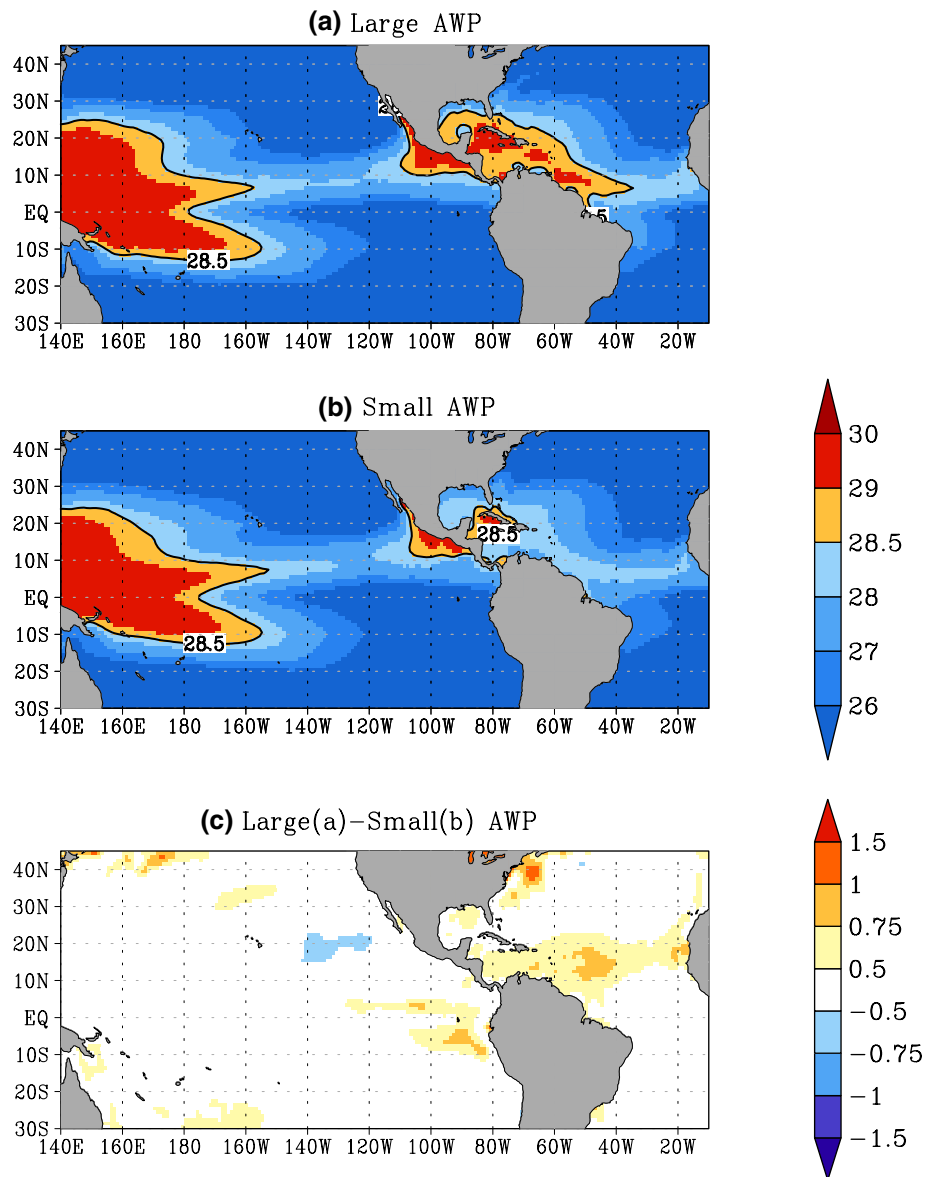 (a) Large AWP
40N
30N
20N
10N
EQ
10S
20S
30S
28.5
140E 160E 180 160W 140W 120W 100W 80W 60W 40W 20W
(b) Small AWP
40N
30N
20N
10N
EQ
10S
20S
30S
28.5
28.5
140E 160E 180 160W 140W 120W 100W 80W 60W 40W 20W
30
29
28.5
28
27
26
(c) Large(a)-Small(b) AWP
40N
30N
20N
10N
EQ
10S
20S
30S
140E 160E 180 160W 140W 120W 100W 80W 60W 40W 20W
1.5
1
0.75
0.5
-0.5
-0.75
-1
-1.5